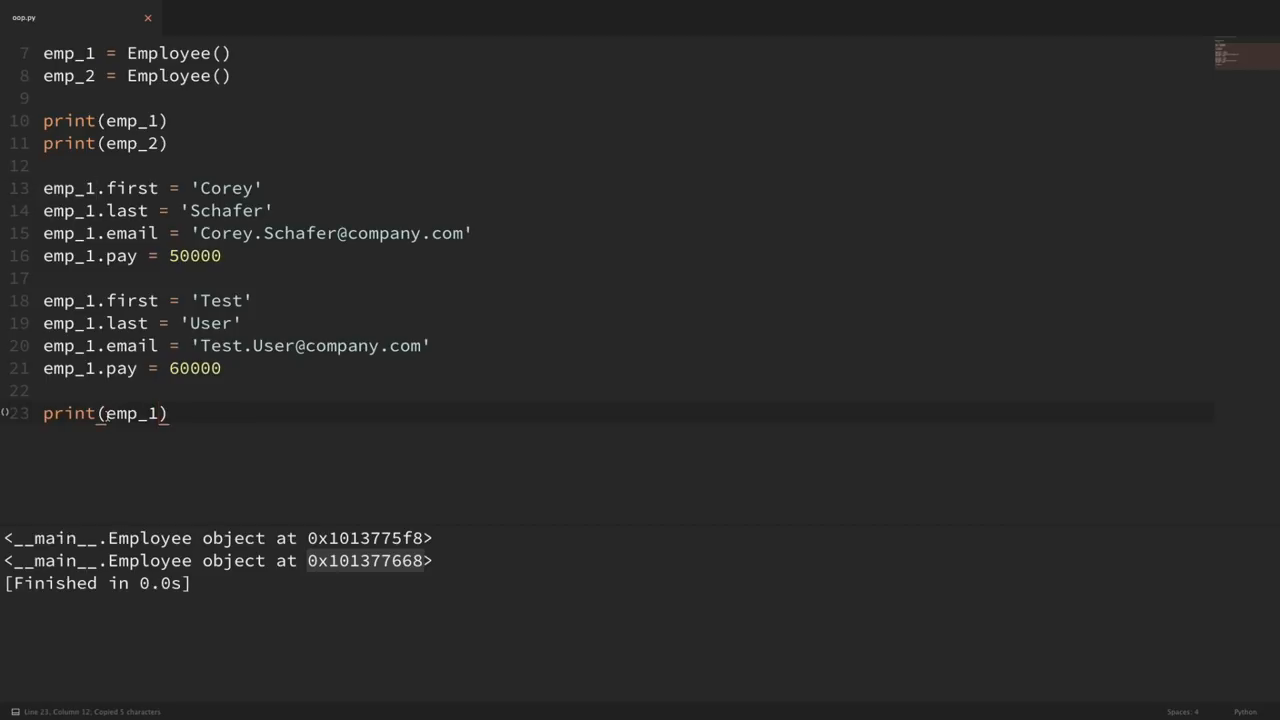 oop.py
7 emp_1 = Employee()
8 emp_2 = Employee()
9
10 print(emp_1)
11 print(emp_2)
12
13 emp_1.first = 'Corey'
14 emp_1.last = 'Schafer'
15 emp_1.email = 'Corey.Schafer@company.com'
16 emp_1.pay = 50000
17
18 emp_1.first = 'Test'
19 emp_1.last = 'User'
20 emp_1.email = 'Test.User@company.com'
21 emp_1.pay = 60000
22
23 print(emp_1)
<__main__.Employee object at 0x1013775f8>
<__main__.Employee object at 0x101377668>
[Finished in 0.0s]
Line 23, Column 12; Copied 5 characters Spaces: 4 Python